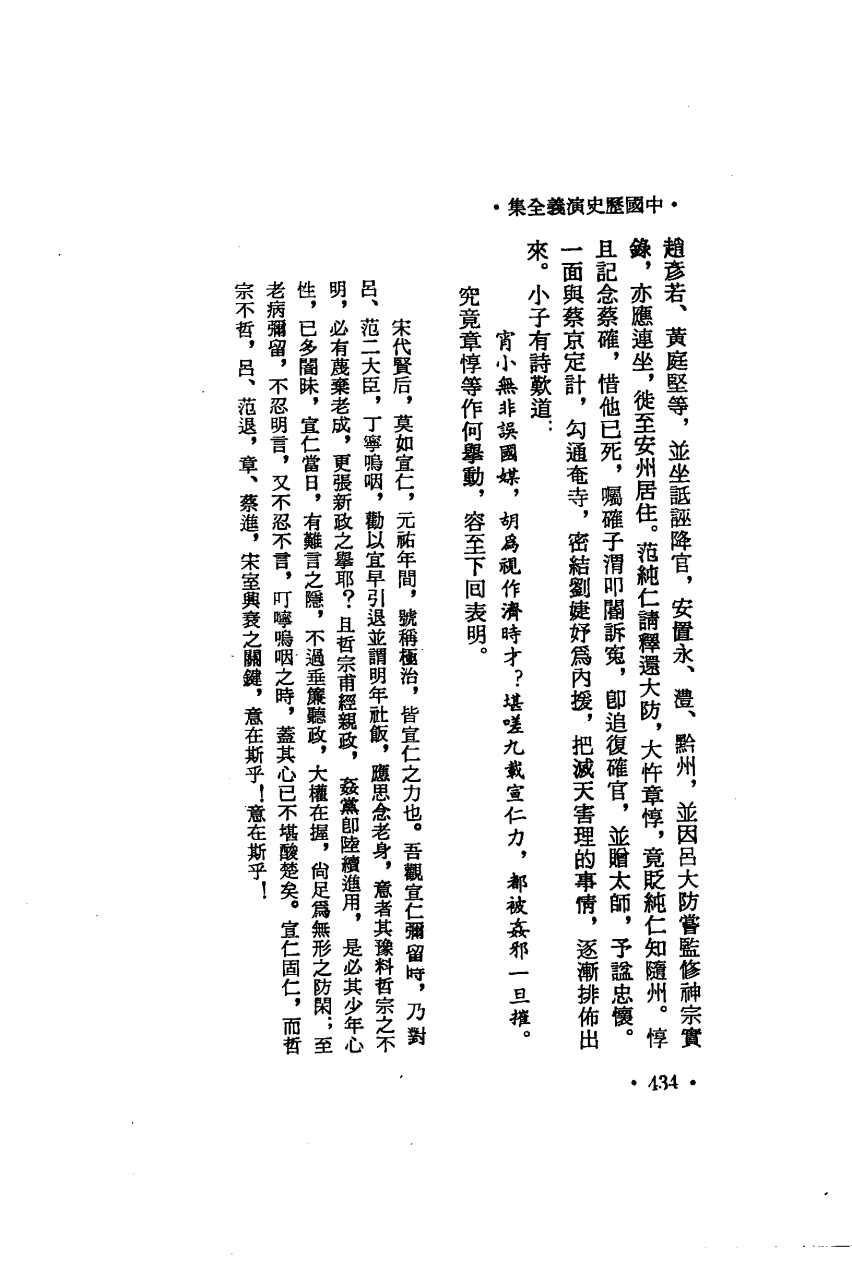 •中國歷史演義全集•
趙彥若、黃庭堅等，並坐詆誣降官，安置永、澧、黔州，並因呂大防嘗監修神宗實
錄，亦應連坐，徙至安州居住。范純仁請釋還大防，大忤章惇，竟貶純仁知隨州。惇
且記念蔡確，惜他已死，囑確子渭叩閽訴冤，卽追復確官，並贈太師，予諡忠懷。
一面與蔡京定計，勾通奄寺，密結劉婕妤爲內援，把滅天害理的事情，逐漸排佈出
來。小子有詩歎道：
宵小無非誤國媒，胡爲視作濟時才？堪嗟九載宣仁力，都被姦邪一旦摧。
究竟章惇等作何舉動，容至下回表明。
宋代賢后，莫如宣仁，元祐年間，號稱極治，皆宣仁之力也。吾觀宣仁彌留時，乃對
呂、范二大臣，丁寧嗚咽，勸以宜早引退並謂明年社飯，應思念老身，意者其豫料哲宗之不
明，必有蔑棄老成，更張新政之舉耶？且哲宗甫經親政，姦黨卽陸續進用，是必其少年心
性，已多闇昧，宣仁當日，有難言之隱，不過垂簾聽政，大權在握，尙足爲無形之防閑；至
老病彌留，不忍明言，又不忍不言，叮嚀嗚咽之時，蓋其心已不堪酸楚矣。宣仁固仁，而哲
宗不哲，呂、范退，章、蔡進，宋室興衰之關鍵，意在斯乎！意在斯乎！
•434•